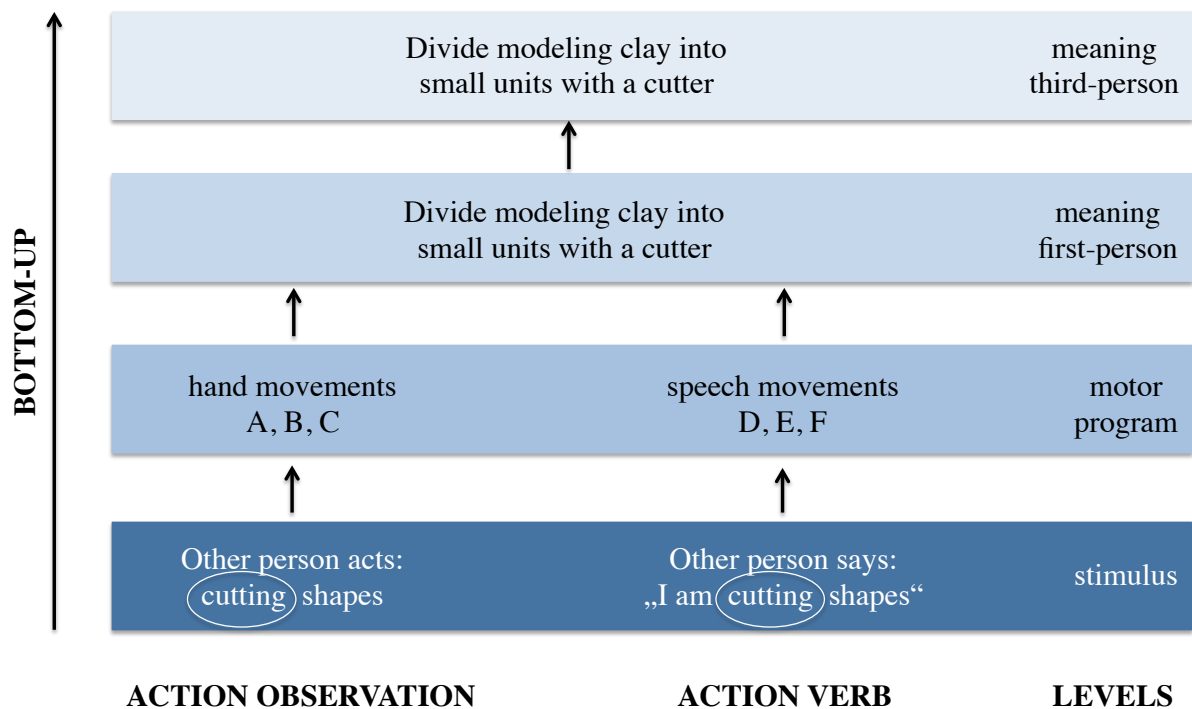 Divide modeling clay into
small units with a cutter
meaning
third-person
Divide modeling clay into
small units with a cutter
meaning
first-person
hand movements
A, B, C
speech movements
D, E, F
motor
program
Other person acts:
cutting shapes
Other person says:
„I am cutting shapes“
stimulus
BOTTOM-UP
ACTION OBSERVATION
ACTION VERB
LEVELS